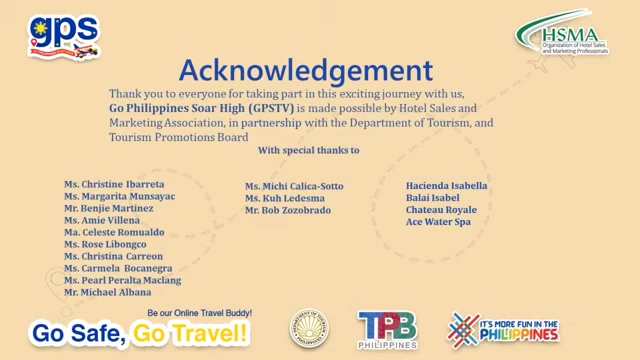 gps
HSMA
Organization of Hotel Sales
and Marketing Professionals
Acknowledgement
Thank you to everyone for taking part in this exciting journey with us,
Go Philippines Soar High (GPSTV) is made possible by Hotel Sales and
Marketing Association, in partnership with the Department of Tourism, and
Tourism Promotions Board
With special thanks to
Ms. Christine Ibarreta
Ms. Margarita Munsayac
Mr. Benjie Martinez
Ms. Amie Villena
Ma. Celeste Romualdo
Ms. Rose Libongco
Ms. Christina Carreon
Ms. Carmela Bocanegra
Ms. Pearl Peralta Maclang
Mr. Michael Albana
Ms. Michi Calica-Sotto
Ms. Kuh Ledesma
Mr. Bob Zozobrado
Hacienda Isabella
Balai Isabel
Chateau Royale
Ace Water Spa
Be our Online Travel Buddy!
Go Safe, Go Travel!
DEPARTMENT OF TOURISM
PHILIPPINES
TPB
PHILIPPINES
IT'S MORE FUN IN THE
PHILIPPINES